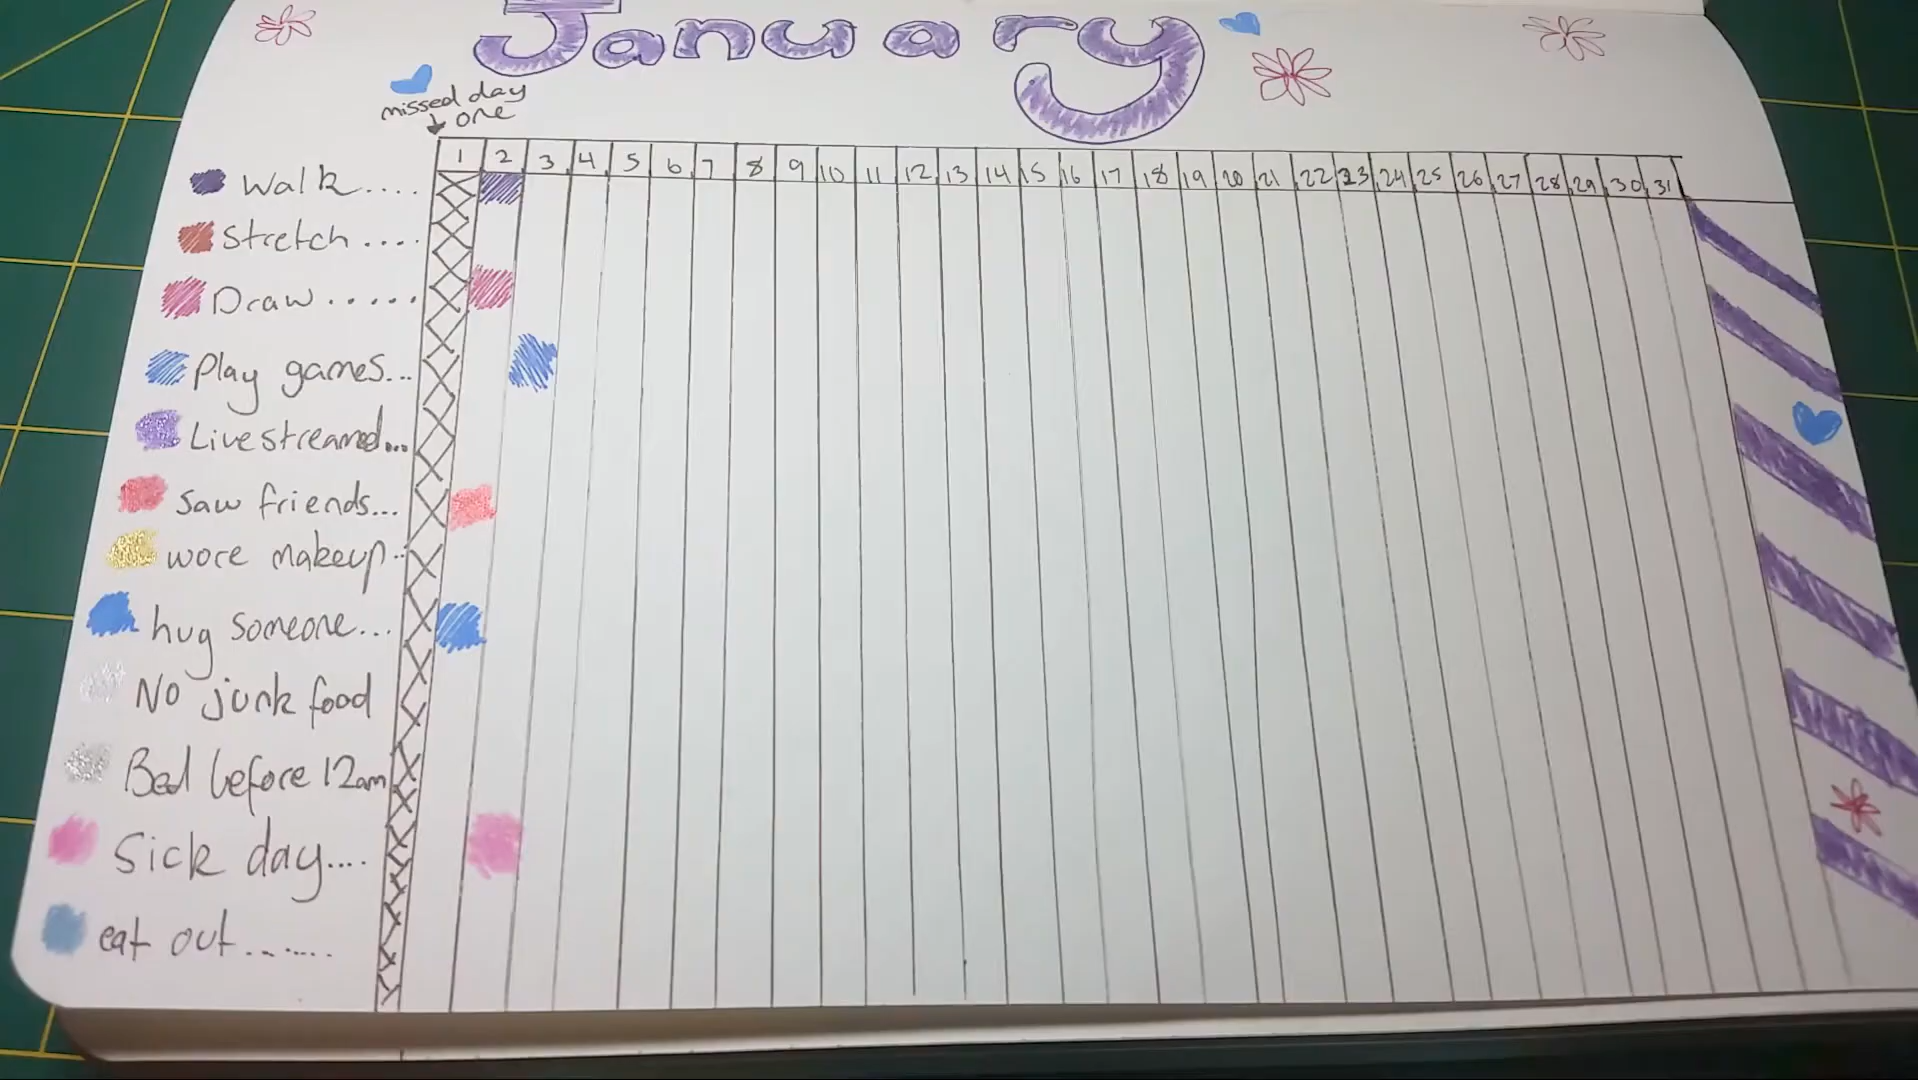 January
missed day
one
1 2 3 4 5 6 7 8 9 10 11 12 13 14 15 16 17 18 19 20 21 22 23 24 25 26 27 28 29 30 31
Walk....
Stretch ....
Draw.....
Play games...
Livestreamed...
Saw friends...
wore makeup..
hug someone...
No junk food
Bed before 12am
Sick day....
eat out.......